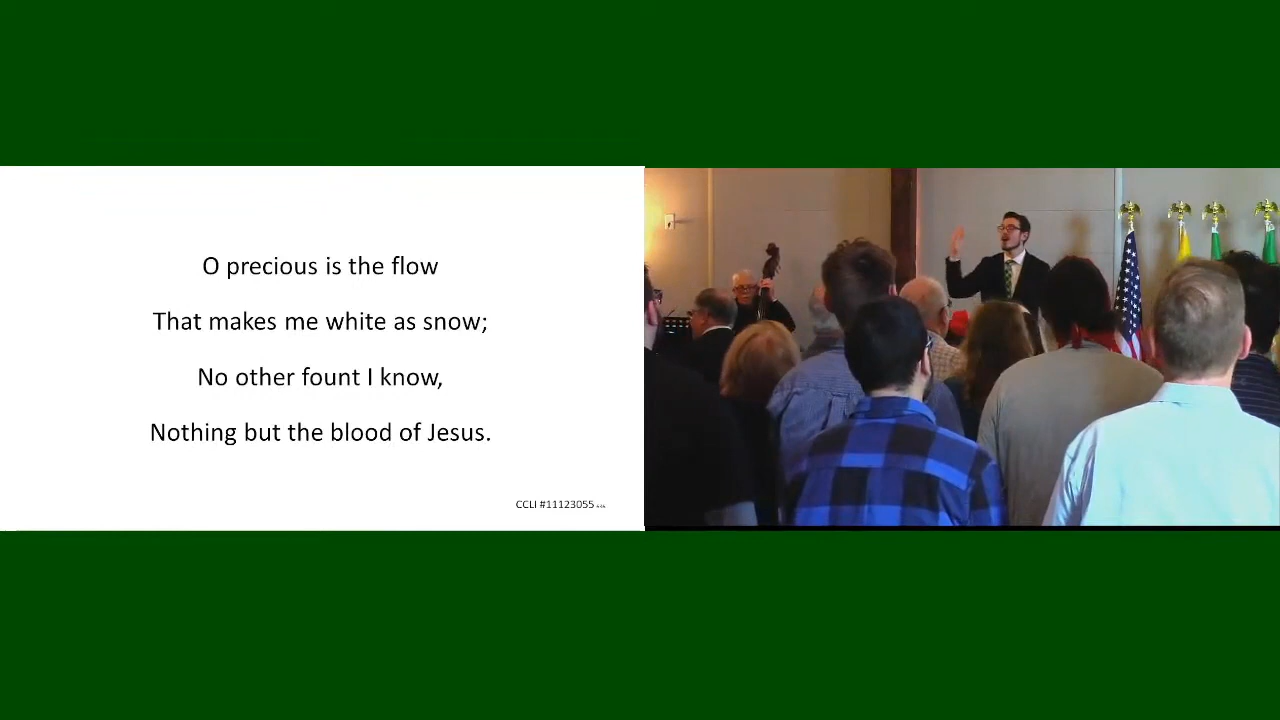 O precious is the flow
That makes me white as snow;
No other fount I know,
Nothing but the blood of Jesus.
CCLI #11123055